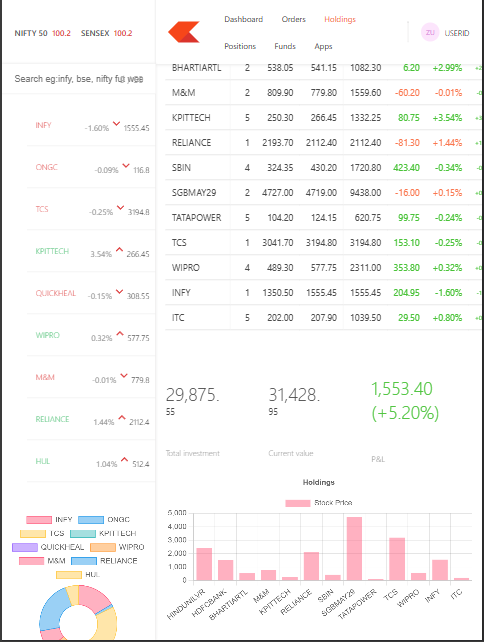 NIFTY 50 100.2 SENSEX 100.2
Dashboard Orders Holdings
Positions Funds Apps
ZU USERID
Search eg:infy, bse, nifty fut
INFY -1.60% 1555.45
ONGC -0.09% 116.8
TCS -0.25% 3194.8
KPITTECH 3.54% 266.45
QUICKHEAL -0.15% 308.55
WIPRO 0.32% 577.75
M&M -0.01% 779.8
RELIANCE 1.44% 2112.4
HUL 1.04% 512.4
INFY ONGC
TCS KPITTECH
QUICKHEAL WIPRO
M&M RELIANCE
HUL
BHARTIARTL 2 538.05 541.15 1082.30 6.20 +2.99%
M&M 2 809.90 779.80 1559.60 -60.20 -0.01%
KPITTECH 5 250.30 266.45 1332.25 80.75 +3.54%
RELIANCE 1 2193.70 2112.40 2112.40 -81.30 +1.44%
SBIN 4 324.35 430.20 1720.80 423.40 -0.34%
SGBMAY29 2 4727.00 4719.00 9438.00 -16.00 +0.15%
TATAPOWER 5 104.20 124.15 620.75 99.75 -0.24%
TCS 1 3041.70 3194.80 3194.80 153.10 -0.25%
WIPRO 4 489.30 577.75 2311.00 353.80 +0.32%
INFY 1 1350.50 1555.45 1555.45 204.95 -1.60%
ITC 5 202.00 207.90 1039.50 29.50 +0.80%
29,875. 31,428. 1,553.40
55 95 (+5.20%)
Total investment Current value P&L
Holdings
Stock Price
5,000
4,000
3,000
2,000
1,000
0
HINDUNILVR HDFCBANK BHARTIARTL M&M KPITTECH RELIANCE SBIN SGBMAY29 TATAPOWER TCS WIPRO INFY ITC